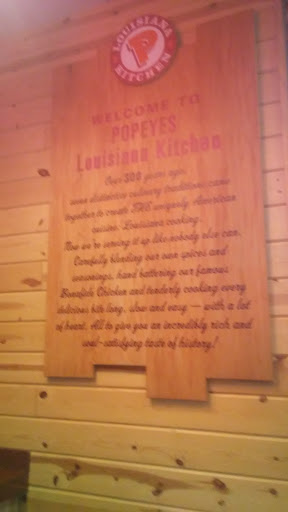 LOUISIANA
KITCHEN
WELCOME TO
POPEYES
Louisiana Kitchen
Over 300 years ago,
some distinctive culinary traditions came
together to create THE uniquely American
cuisine: Louisiana cooking.
Now we're serving it up like nobody else can.
Carefully blending our own spices and
seasonings, hand battering our famous
Bonafide Chicken and tenderly cooking every
delicious bite long, slow and easy — with a lot
of heart. All to give you an incredibly rich and
soul-satisfying taste of history!